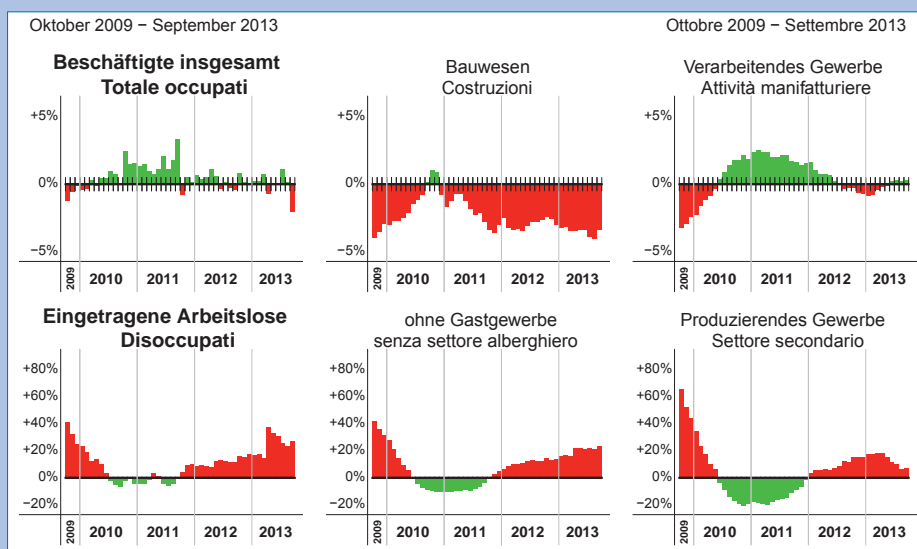 Oktober 2009 − September 2013
Ottobre 2009 − Settembre 2013
Beschäftigte insgesamt
Totale occupati
+5%
0%
−5%
2009 2010 2011 2012 2013
Bauwesen
Costruzioni
+5%
0%
−5%
2009 2010 2011 2012 2013
Verarbeitendes Gewerbe
Attività manifatturiere
+5%
0%
−5%
2009 2010 2011 2012 2013
Eingetragene Arbeitslose
Disoccupati
+80%
+60%
+40%
+20%
0%
−20%
2009 2010 2011 2012 2013
ohne Gastgewerbe
senza settore alberghiero
+80%
+60%
+40%
+20%
0%
−20%
2009 2010 2011 2012 2013
Produzierendes Gewerbe
Settore secondario
+80%
+60%
+40%
+20%
0%
−20%
2009 2010 2011 2012 2013